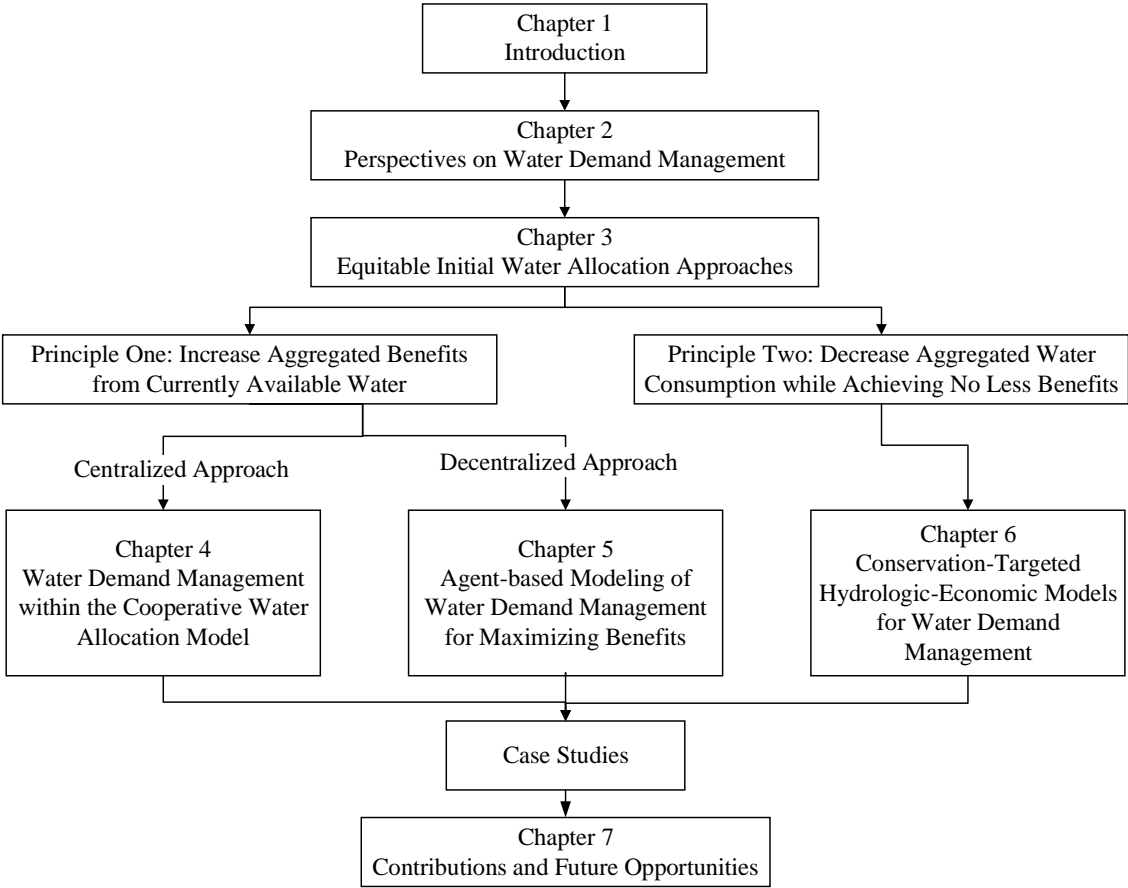 Chapter 1
Introduction
Chapter 2
Perspectives on Water Demand Management
Chapter 3
Equitable Initial Water Allocation Approaches
Principle One: Increase Aggregated Benefits
from Currently Available Water
Principle Two: Decrease Aggregated Water
Consumption while Achieving No Less Benefits
Centralized Approach
Decentralized Approach
Chapter 4
Water Demand Management
within the Cooperative Water
Allocation Model
Chapter 5
Agent-based Modeling of
Water Demand Management
for Maximizing Benefits
Chapter 6
Conservation-Targeted
Hydrologic-Economic Models
for Water Demand
Management
Case Studies
Chapter 7
Contributions and Future Opportunities